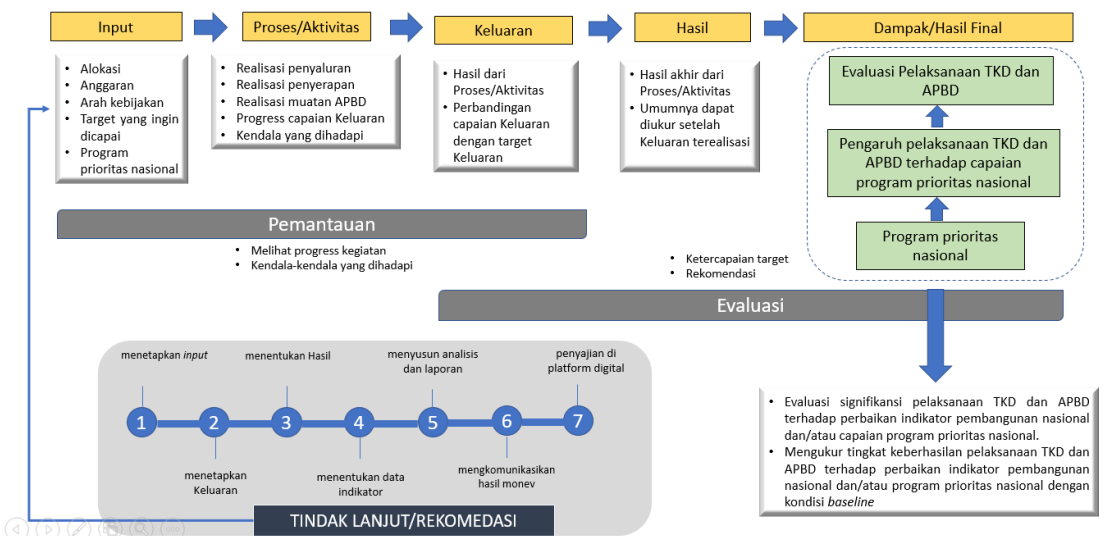 Input
Proses/Aktivitas
Keluaran
Hasil
Dampak/Hasil Final
• Alokasi
• Anggaran
• Arah kebijakan
• Target yang ingin
dicapai
• Program
prioritas nasional
• Realisasi penyaluran
• Realisasi penyerapan
• Realisasi muatan APBD
• Progress capaian Keluaran
• Kendala yang dihadapi
• Hasil dari
Proses/Aktivitas
• Perbandingan
capaian Keluaran
dengan target
Keluaran
• Hasil akhir dari
Proses/Aktivitas
• Umumnya dapat
diukur setelah
Keluaran terealisasi
Evaluasi Pelaksanaan TKD dan
APBD
Pengaruh pelaksanaan TKD dan
APBD terhadap capaian
program prioritas nasional
Program prioritas
nasional
Pemantauan
• Melihat progress kegiatan
• Kendala-kendala yang dihadapi
• Ketercapaian target
• Rekomendasi
Evaluasi
menetapkan input
menentukan Hasil
menyusun analisis
dan laporan
penyajian di
platform digital
1
2
3
4
5
6
7
menetapkan
Keluaran
menentukan data
indikator
mengkomunikasikan
hasil monev
TINDAK LANJUT/REKOMEDASI
• Evaluasi signifikansi pelaksanaan TKD dan APBD
terhadap perbaikan indikator pembangunan nasional
dan/atau capaian program prioritas nasional.
• Mengukur tingkat keberhasilan pelaksanaan TKD dan
APBD terhadap perbaikan indikator pembangunan
nasional dan/atau program prioritas nasional dengan
kondisi baseline